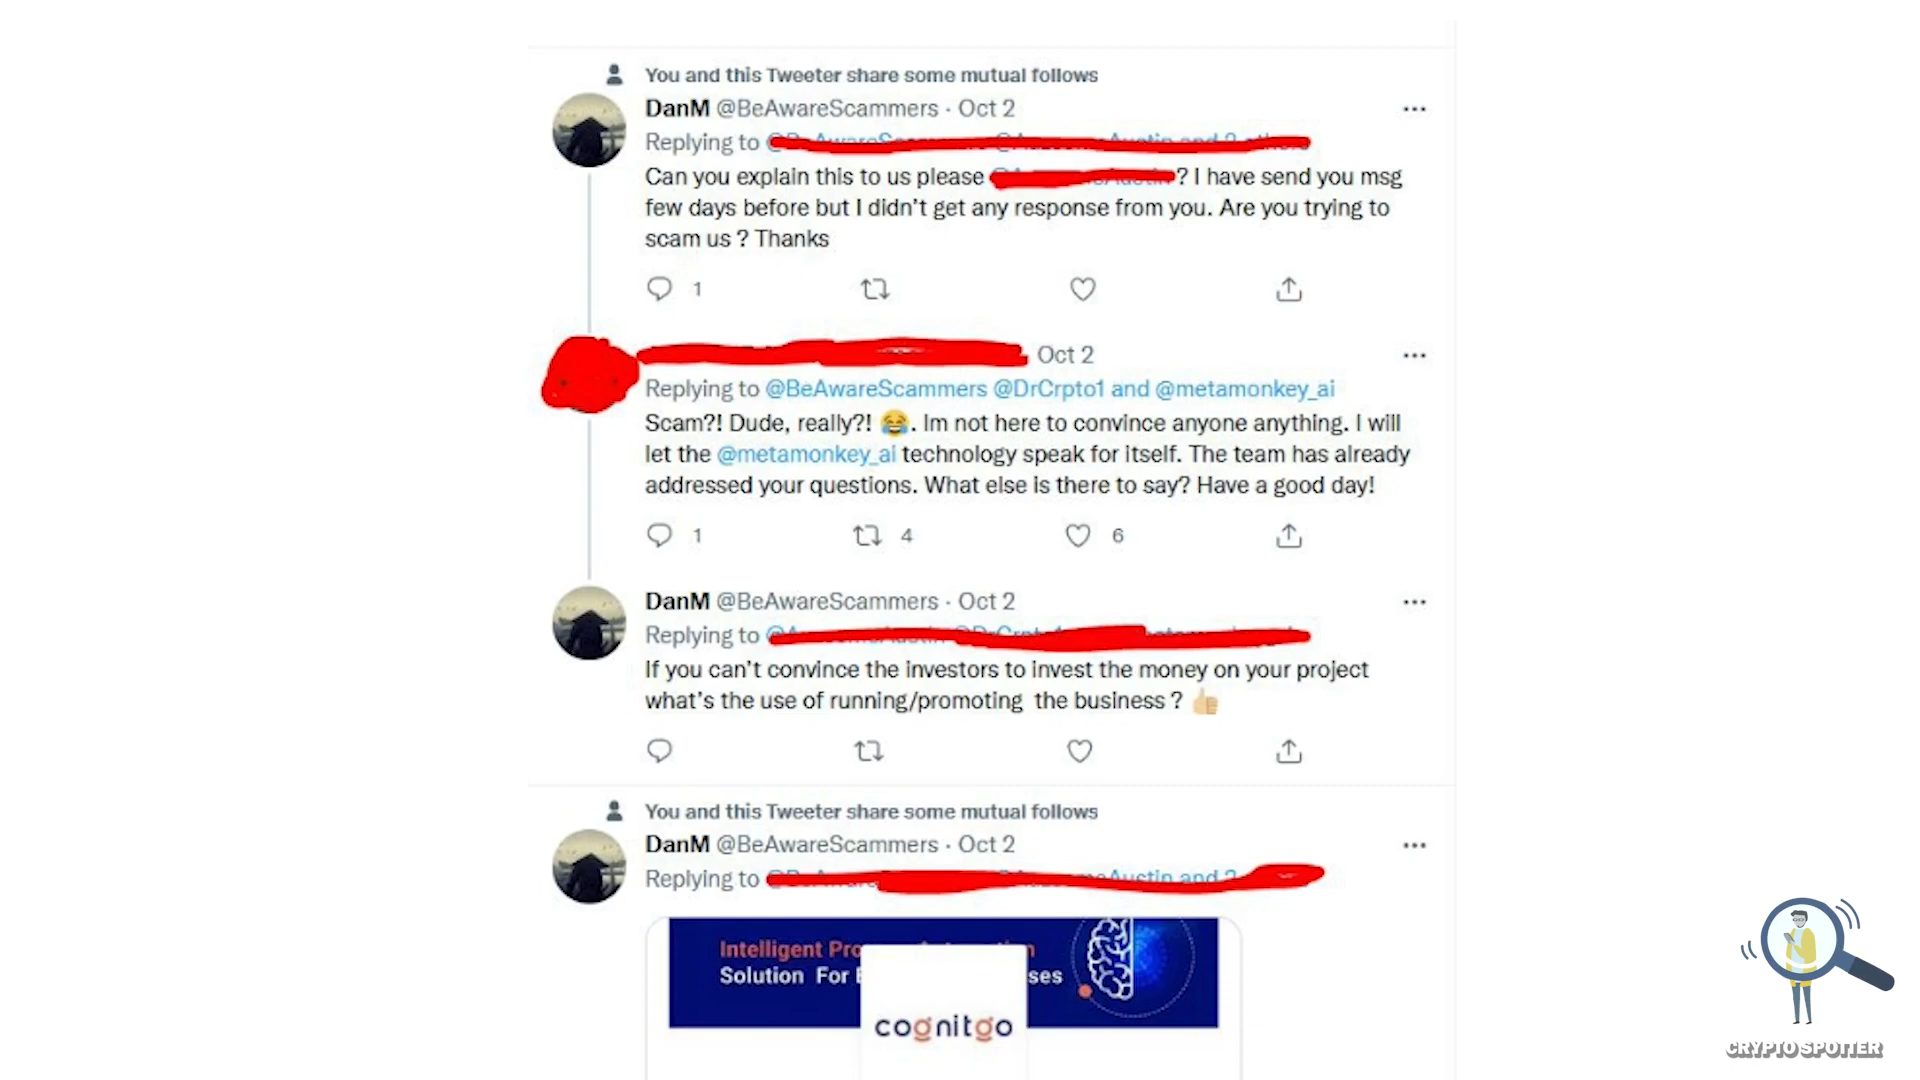 You and this Tweeter share some mutual follows
DanM @BeAwareScammers · Oct 2
Replying to
Can you explain this to us please ? I have send you msg
few days before but I didn't get any response from you. Are you trying to
scam us ? Thanks
1
Oct 2
Replying to @BeAwareScammers @DrCrpto1 and @metamonkey_ai
Scam?! Dude, really?! 😂. Im not here to convince anyone anything. I will
let the @metamonkey_ai technology speak for itself. The team has already
addressed your questions. What else is there to say? Have a good day!
1 4 6
DanM @BeAwareScammers · Oct 2
Replying to
If you can't convince the investors to invest the money on your project
what's the use of running/promoting the business ? 👍🏼
You and this Tweeter share some mutual follows
DanM @BeAwareScammers · Oct 2
Replying to Austin and 2
Intelligent
Solution For
cognitgo
CRYPTO SPOTTER